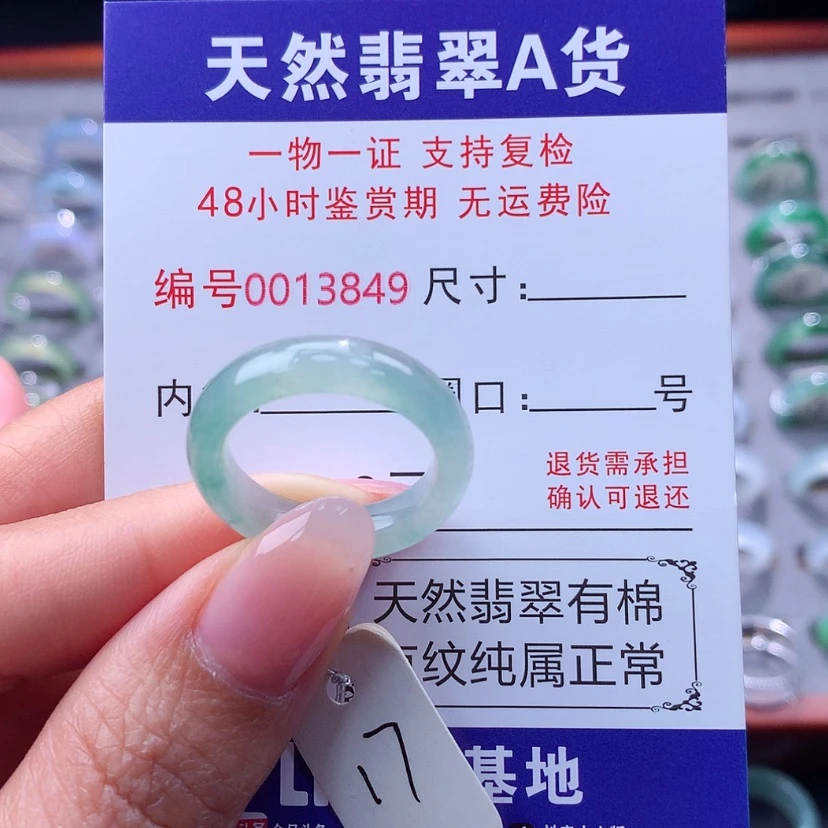 天然翡翠A货
一物一证 支持复检
48小时鉴赏期 无运费险
编号0013849 尺寸:
内 口: 号
退货需承担
确认可退还
天然翡翠有棉
纹纯属正常
基地
17